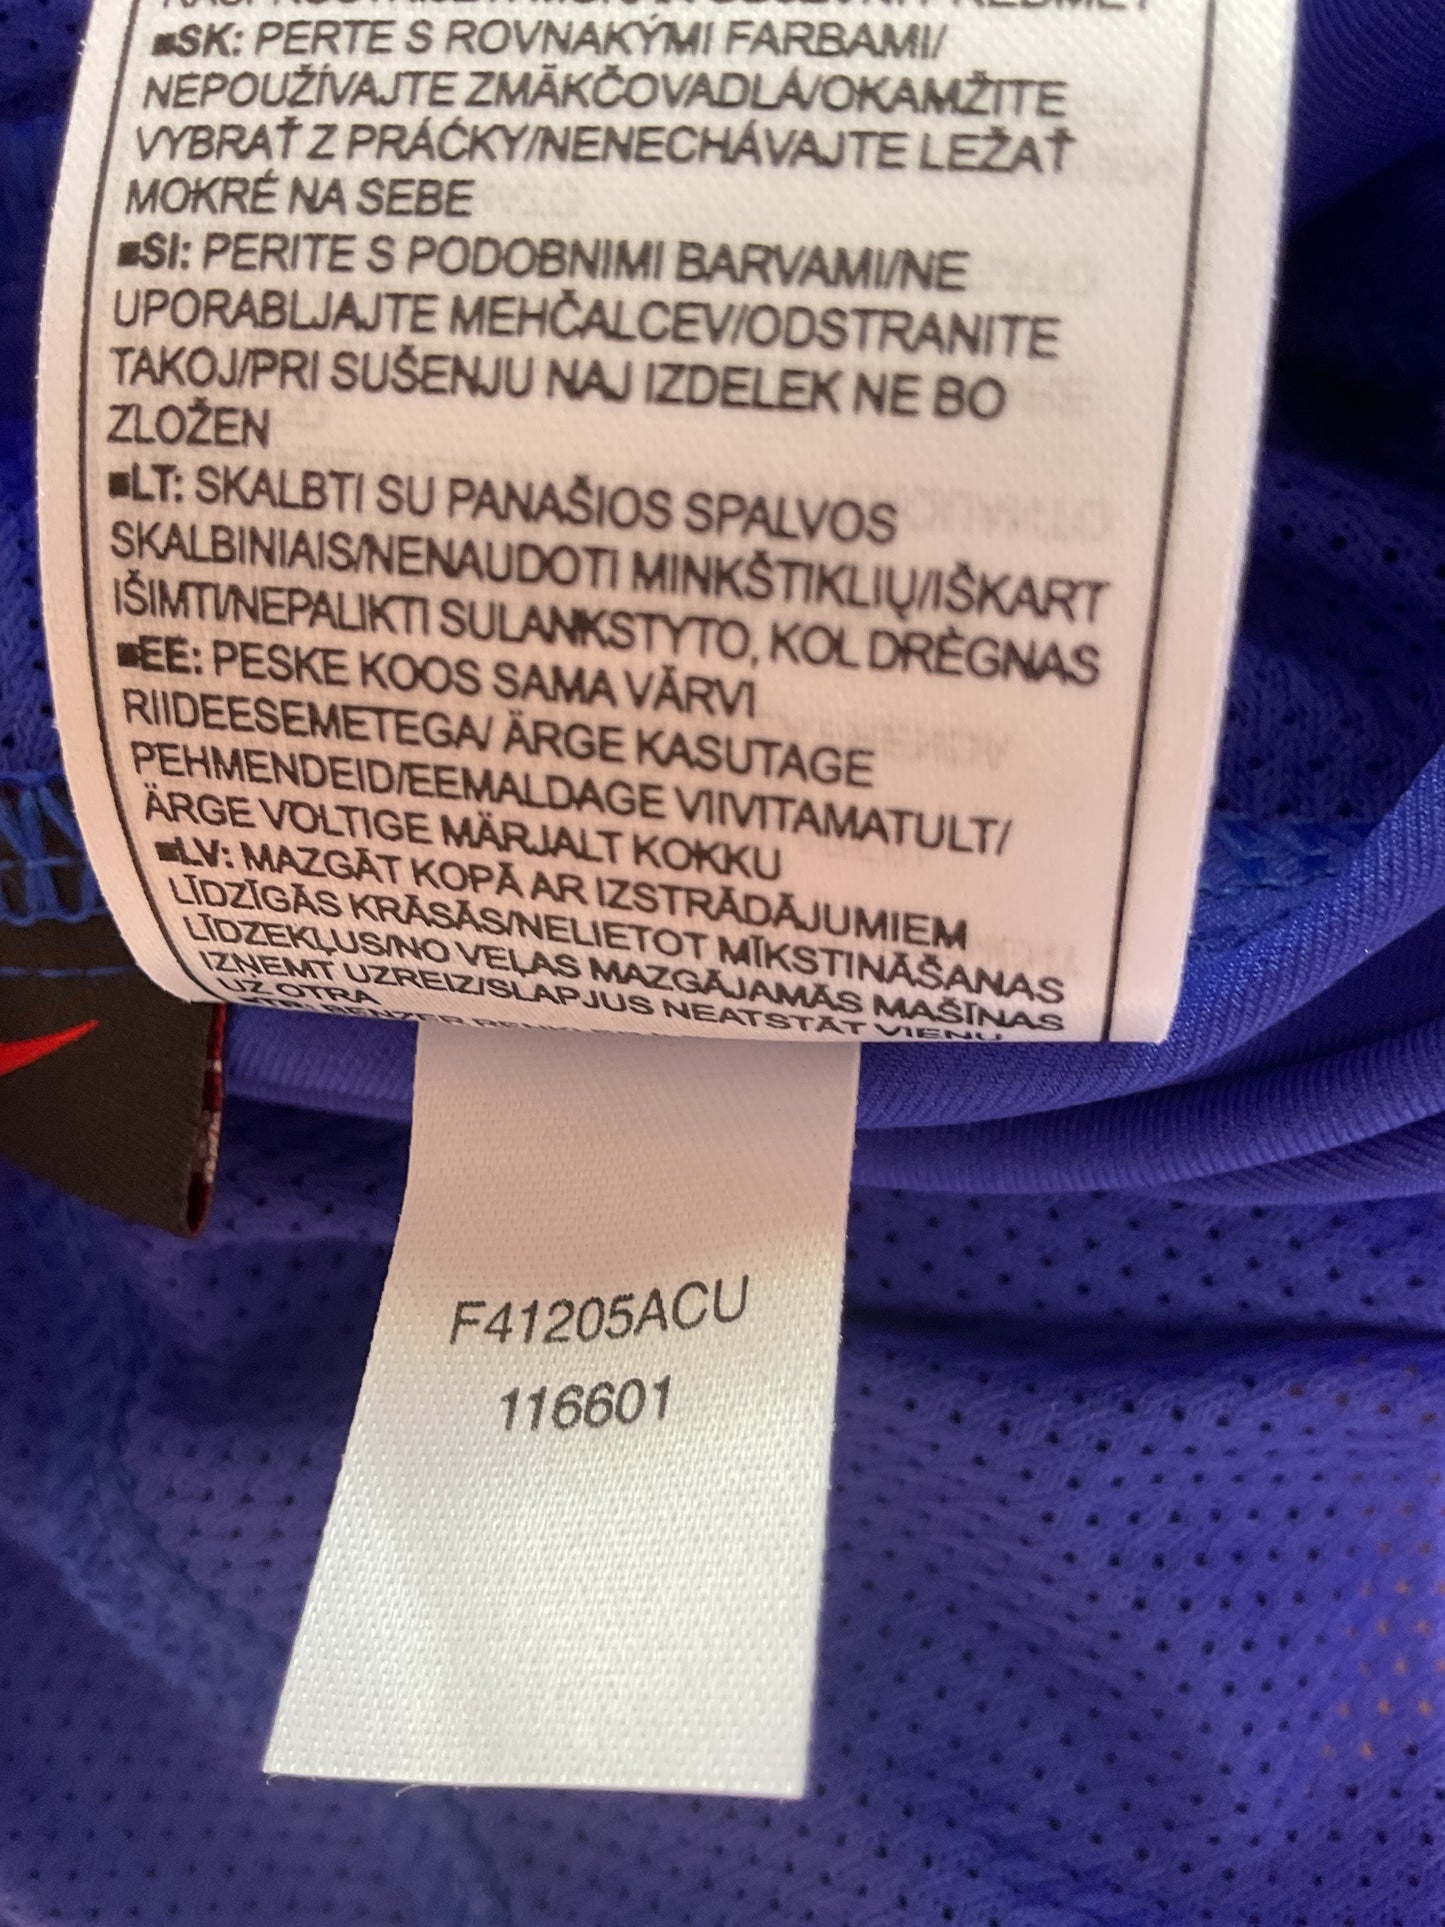 ■SK: PERTE S ROVNAKÝMI FARBAMI/
NEPOUŽÍVAJTE ZMÄKČOVADLÁ/OKAMŽITE
VYBRAŤ Z PRÁČKY/NENECHÁVAJTE LEŽAŤ
MOKRÉ NA SEBE
■SI: PERITE S PODOBNIMI BARVAMI/NE
UPORABLJAJTE MEHČALCEV/ODSTRANITE
TAKOJ/PRI SUŠENJU NAJ IZDELEK NE BO
ZLOŽEN
■LT: SKALBTI SU PANAŠIOS SPALVOS
SKALBINIAIS/NENAUDOTI MINKŠTIKLIŲ/IŠKART
IŠIMTI/NEPALIKTI SULANKSTYTO, KOL DRĖGNAS
■EE: PESKE KOOS SAMA VÄRVI
RIIDEESEMETEGA/ ÄRGE KASUTAGE
PEHMENDEID/EEMALDAGE VIIVITAMATULT/
ÄRGE VOLTIGE MÄRJALT KOKKU
■LV: MAZGĀT KOPĀ AR IZSTRĀDĀJUMIEM
LĪDZĪGĀS KRĀSĀS/NELIETOT MĪKSTINĀŠANAS
LĪDZEKĻUS/NO VEĻAS MAZGĀJAMĀS MAŠĪNAS
IZŅEMT UZREIZ/SLAPJUS NEATSTĀT VIENU
UZ OTRA
F41205ACU
116601